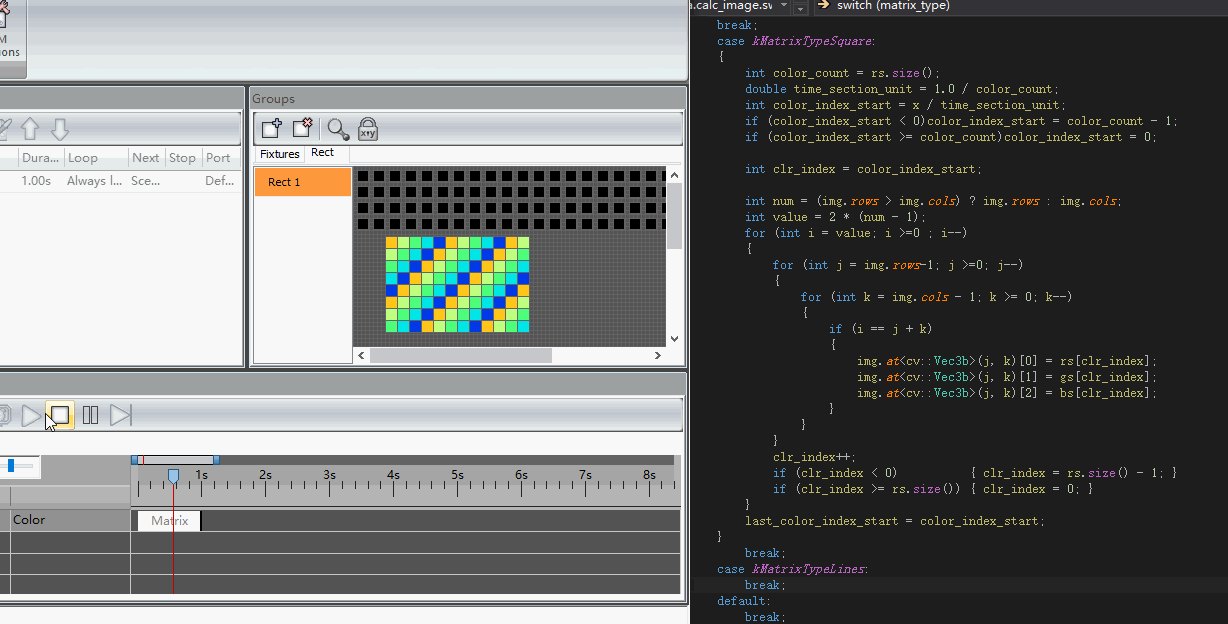 M
ions
Groups
Dura... Loop Next Stop Port
1.00s Always l... Sce... Def...
Fixtures Rect
Rect 1
1s 2s 3s 4s 5s 6s 7s 8s
Color
Matrix
a.calc_image.sw switch (matrix_type)
break;
case kMatrixTypeSquare:
{
int color_count = rs.size();
double time_section_unit = 1.0 / color_count;
int color_index_start = x / time_section_unit;
if (color_index_start < 0)color_index_start = color_count - 1;
if (color_index_start >= color_count)color_index_start = 0;
int clr_index = color_index_start;
int num = (img.rows > img.cols) ? img.rows : img.cols;
int value = 2 * (num - 1);
for (int i = value; i >=0 ; i--)
{
for (int j = img.rows-1; j >=0; j--)
{
for (int k = img.cols - 1; k >= 0; k--)
{
if (i == j + k)
{
img.at<cv::Vec3b>(j, k)[0] = rs[clr_index];
img.at<cv::Vec3b>(j, k)[1] = gs[clr_index];
img.at<cv::Vec3b>(j, k)[2] = bs[clr_index];
}
}
}
clr_index++;
if (clr_index < 0) { clr_index = rs.size() - 1; }
if (clr_index >= rs.size()) { clr_index = 0; }
}
last_color_index_start = color_index_start;
}
break;
case kMatrixTypeLines:
break;
default:
break;